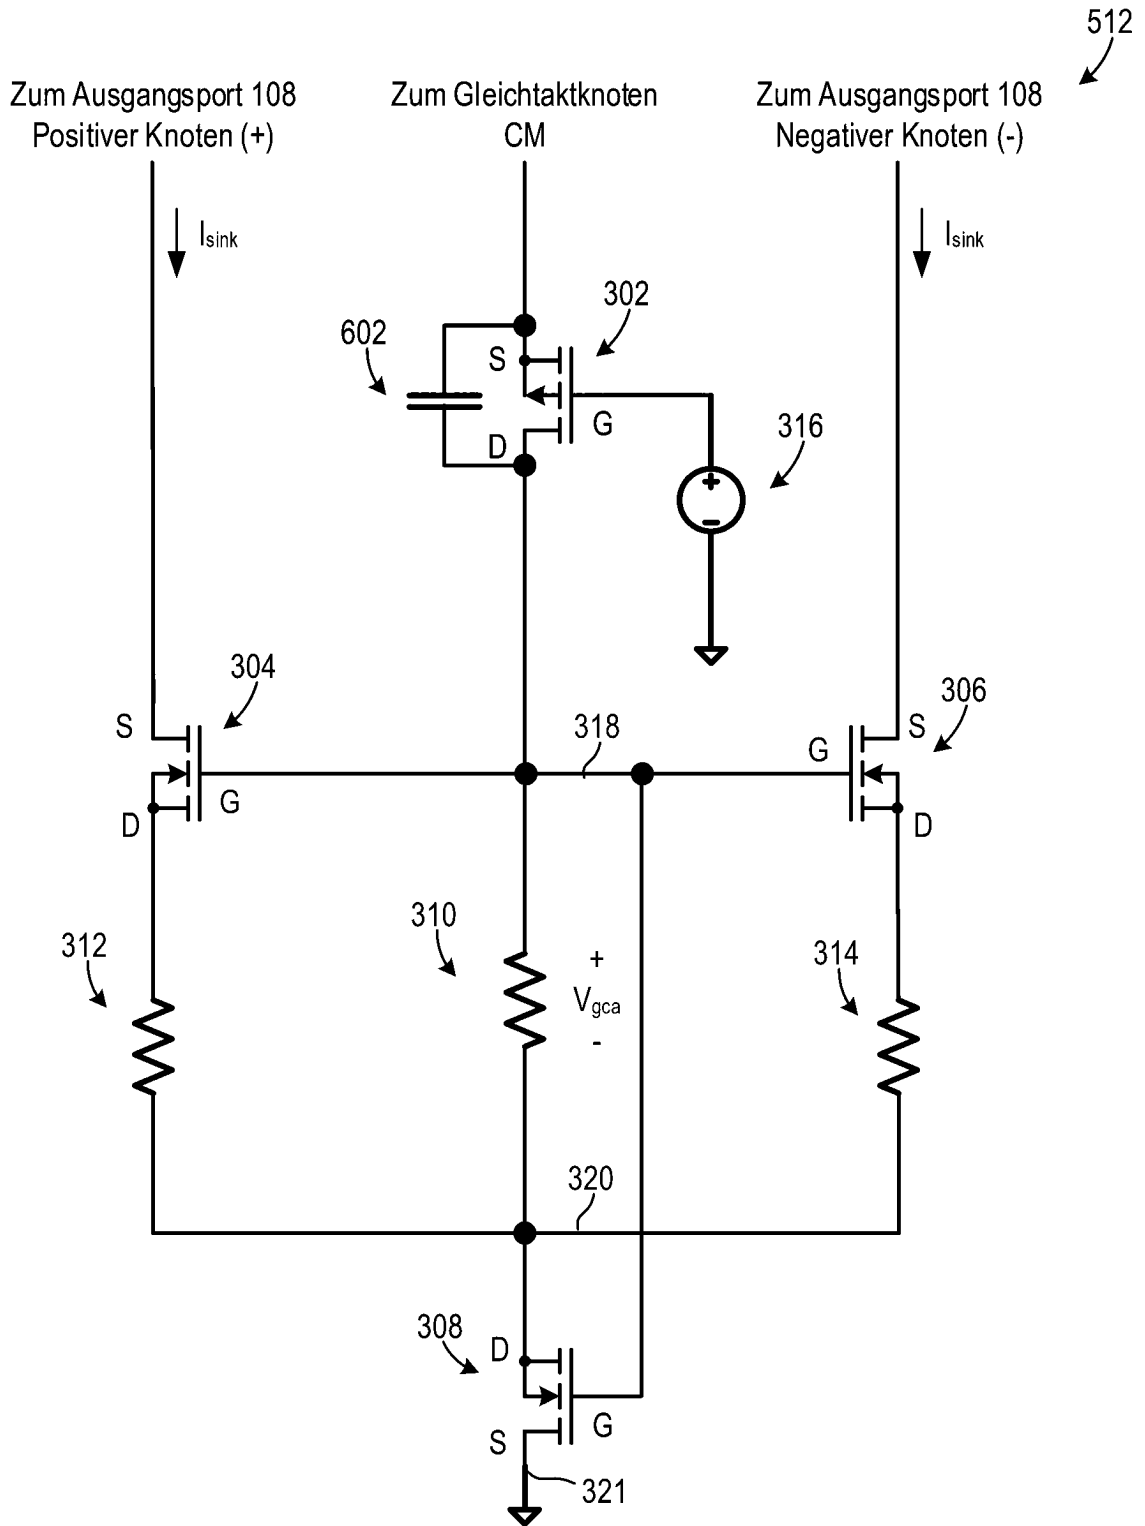 512
Zum Ausgangsport 108
Positiver Knoten (+)
Zum Gleichtaktknoten
CM
Zum Ausgangsport 108
Negativer Knoten (-)
Isink
Isink
302
602
S
G
D
316
+
-
304
306
S
318
S
G
G
D
D
310
312
314
+
Vgca
-
320
308
D
G
S
321